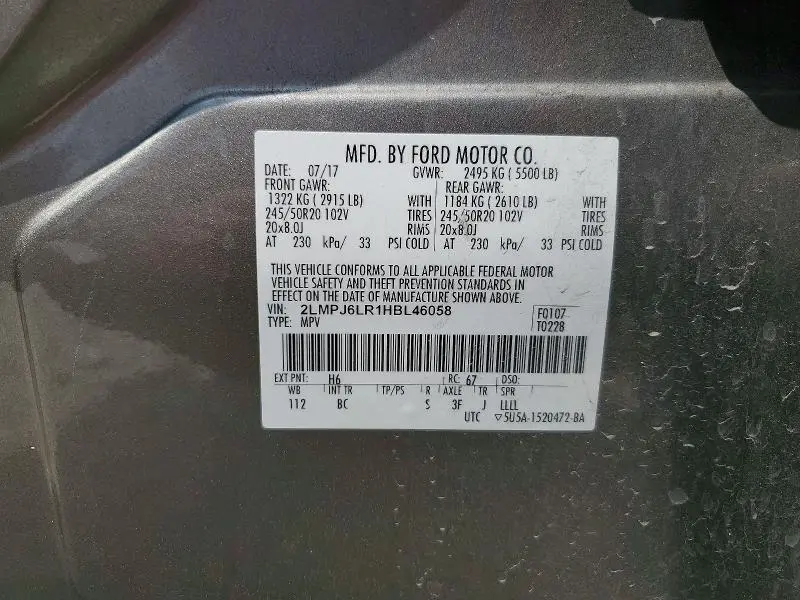 MFD. BY FORD MOTOR CO.
DATE: 07/17 GVWR: 2495 KG ( 5500 LB)
FRONT GAWR: REAR GAWR:
1322 KG ( 2915 LB) WITH 1184 KG ( 2610 LB) WITH
245/50R20 102V TIRES 245/50R20 102V TIRES
20x8.0J RIMS 20x8.0J RIMS
AT 230 kPa/ 33 PSI COLD AT 230 kPa/ 33 PSI COLD
THIS VEHICLE CONFORMS TO ALL APPLICABLE FEDERAL MOTOR
VEHICLE SAFETY AND THEFT PREVENTION STANDARDS IN
EFFECT ON THE DATE OF MANUFACTURE SHOWN ABOVE.
VIN: 2LMPJ6LR1HBL46058 F0107
TYPE: MPV T0228
EXT PNT: H6 RC: 67 DSO:
WB INT TR TP/PS R AXLE TR SPR
112 BC S 3F J LLLL
UTC ▽5U5A-1520472-BA